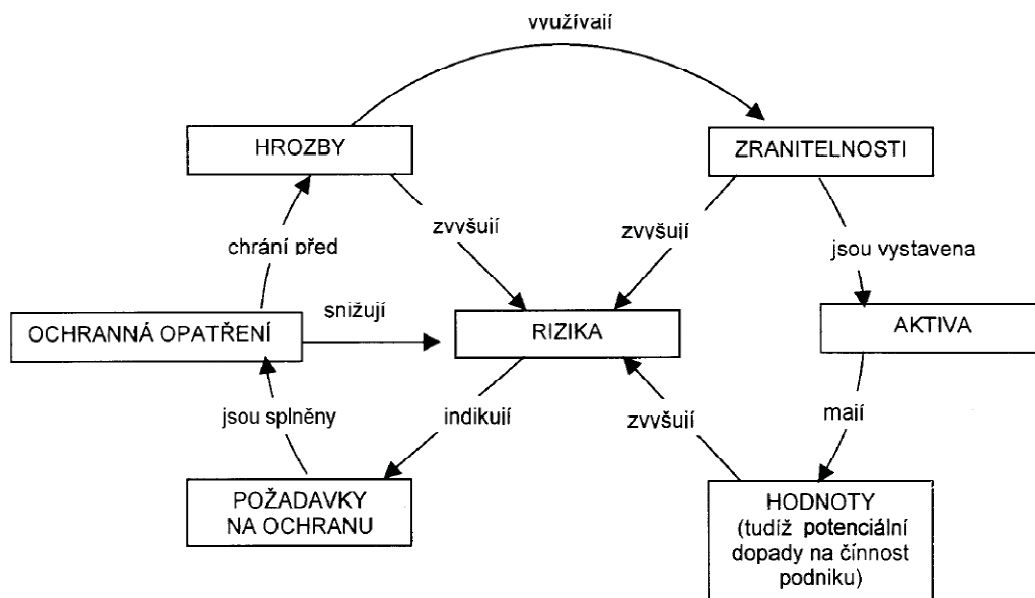 využívají
HROZBY
ZRANITELNOSTI
zvyšují
zvyšují
chrání před
jsou vystavena
snižují
OCHRANNÁ OPATŘENÍ
RIZIKA
AKTIVA
jsou splněny
indikují
zvyšují
mají
POŽADAVKY
NA OCHRANU
HODNOTY
(tudíž potenciální
dopady na čínnost
podniku)